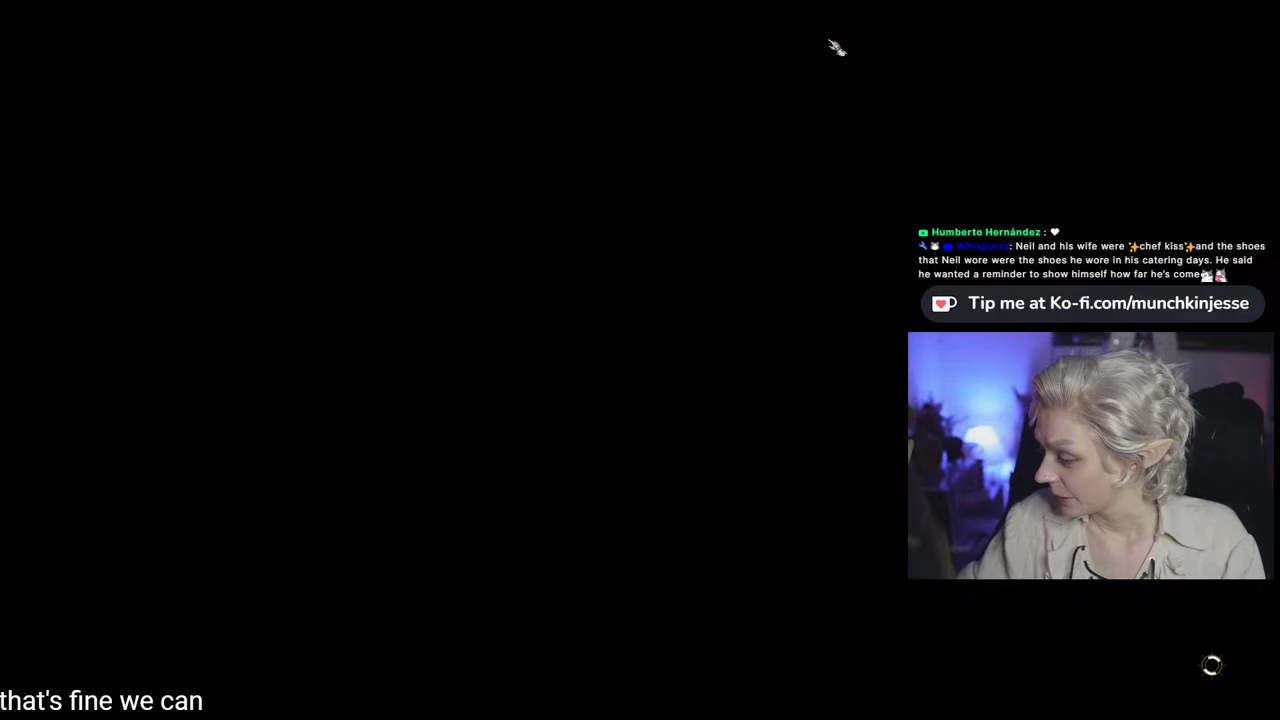 Humberto Hernández : 🤍
Whispurrz: Neil and his wife were ✨chef kiss✨and the shoes
that Neil wore were the shoes he wore in his catering days. He said
he wanted a reminder to show himself how far he's come
Tip me at Ko-fi.com/munchkinjesse
that's fine we can